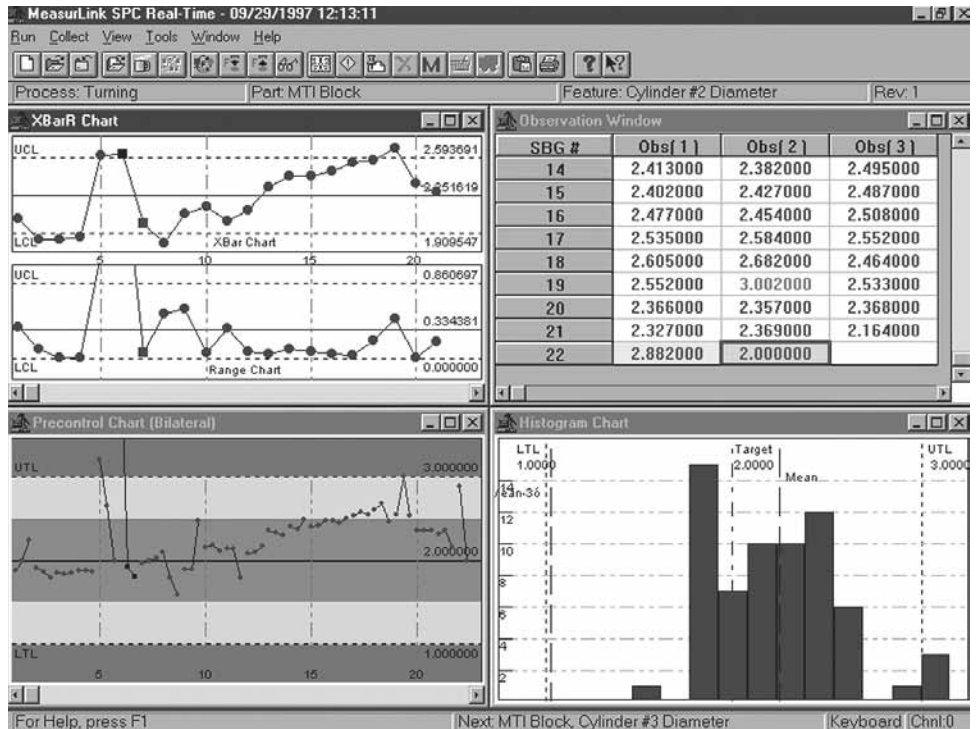 MeasurLink SPC Real-Time - 09/29/1997 12:13:11
Run Collect View Tools Window Help
Process: Turning Part: MTI Block Feature: Cylinder #2 Diameter Rev: 1
XBarR Chart
UCL 2.593691
2.251619
LCL XBar Chart 1.909547
5 10 15 20
UCL 0.860697
0.334381
LCL Range Chart 0.000000
Observation Window
SBG # Obs( 1 ) Obs( 2 ) Obs( 3 )
14 2.413000 2.382000 2.495000
15 2.402000 2.427000 2.487000
16 2.477000 2.454000 2.508000
17 2.535000 2.584000 2.552000
18 2.605000 2.682000 2.464000
19 2.552000 3.002000 2.533000
20 2.366000 2.357000 2.368000
21 2.327000 2.369000 2.164000
22 2.882000 2.000000
Precontrol Chart (Bilateral)
UTL 3.000000
2.000000
LTL 1.000000
5 10 15 20
Histogram Chart
LTL Target UTL
1.0000 2.0000 3.0000
Mean
14
12
10
8
6
4
2
For Help, press F1 Next: MTI Block, Cylinder #3 Diameter Keyboard Chnl:0